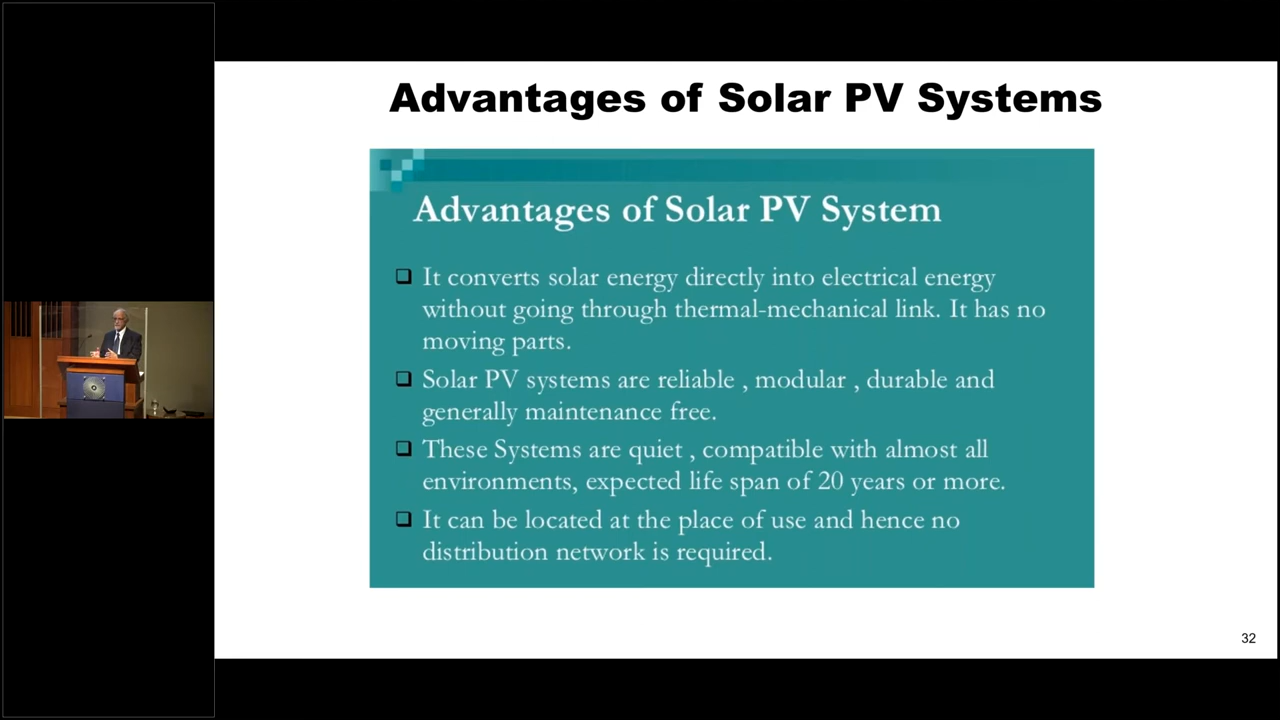 Advantages of Solar PV Systems
Advantages of Solar PV System
It converts solar energy directly into electrical energy
without going through thermal-mechanical link. It has no
moving parts.
Solar PV systems are reliable , modular , durable and
generally maintenance free.
These Systems are quiet , compatible with almost all
environments, expected life span of 20 years or more.
It can be located at the place of use and hence no
distribution network is required.
32